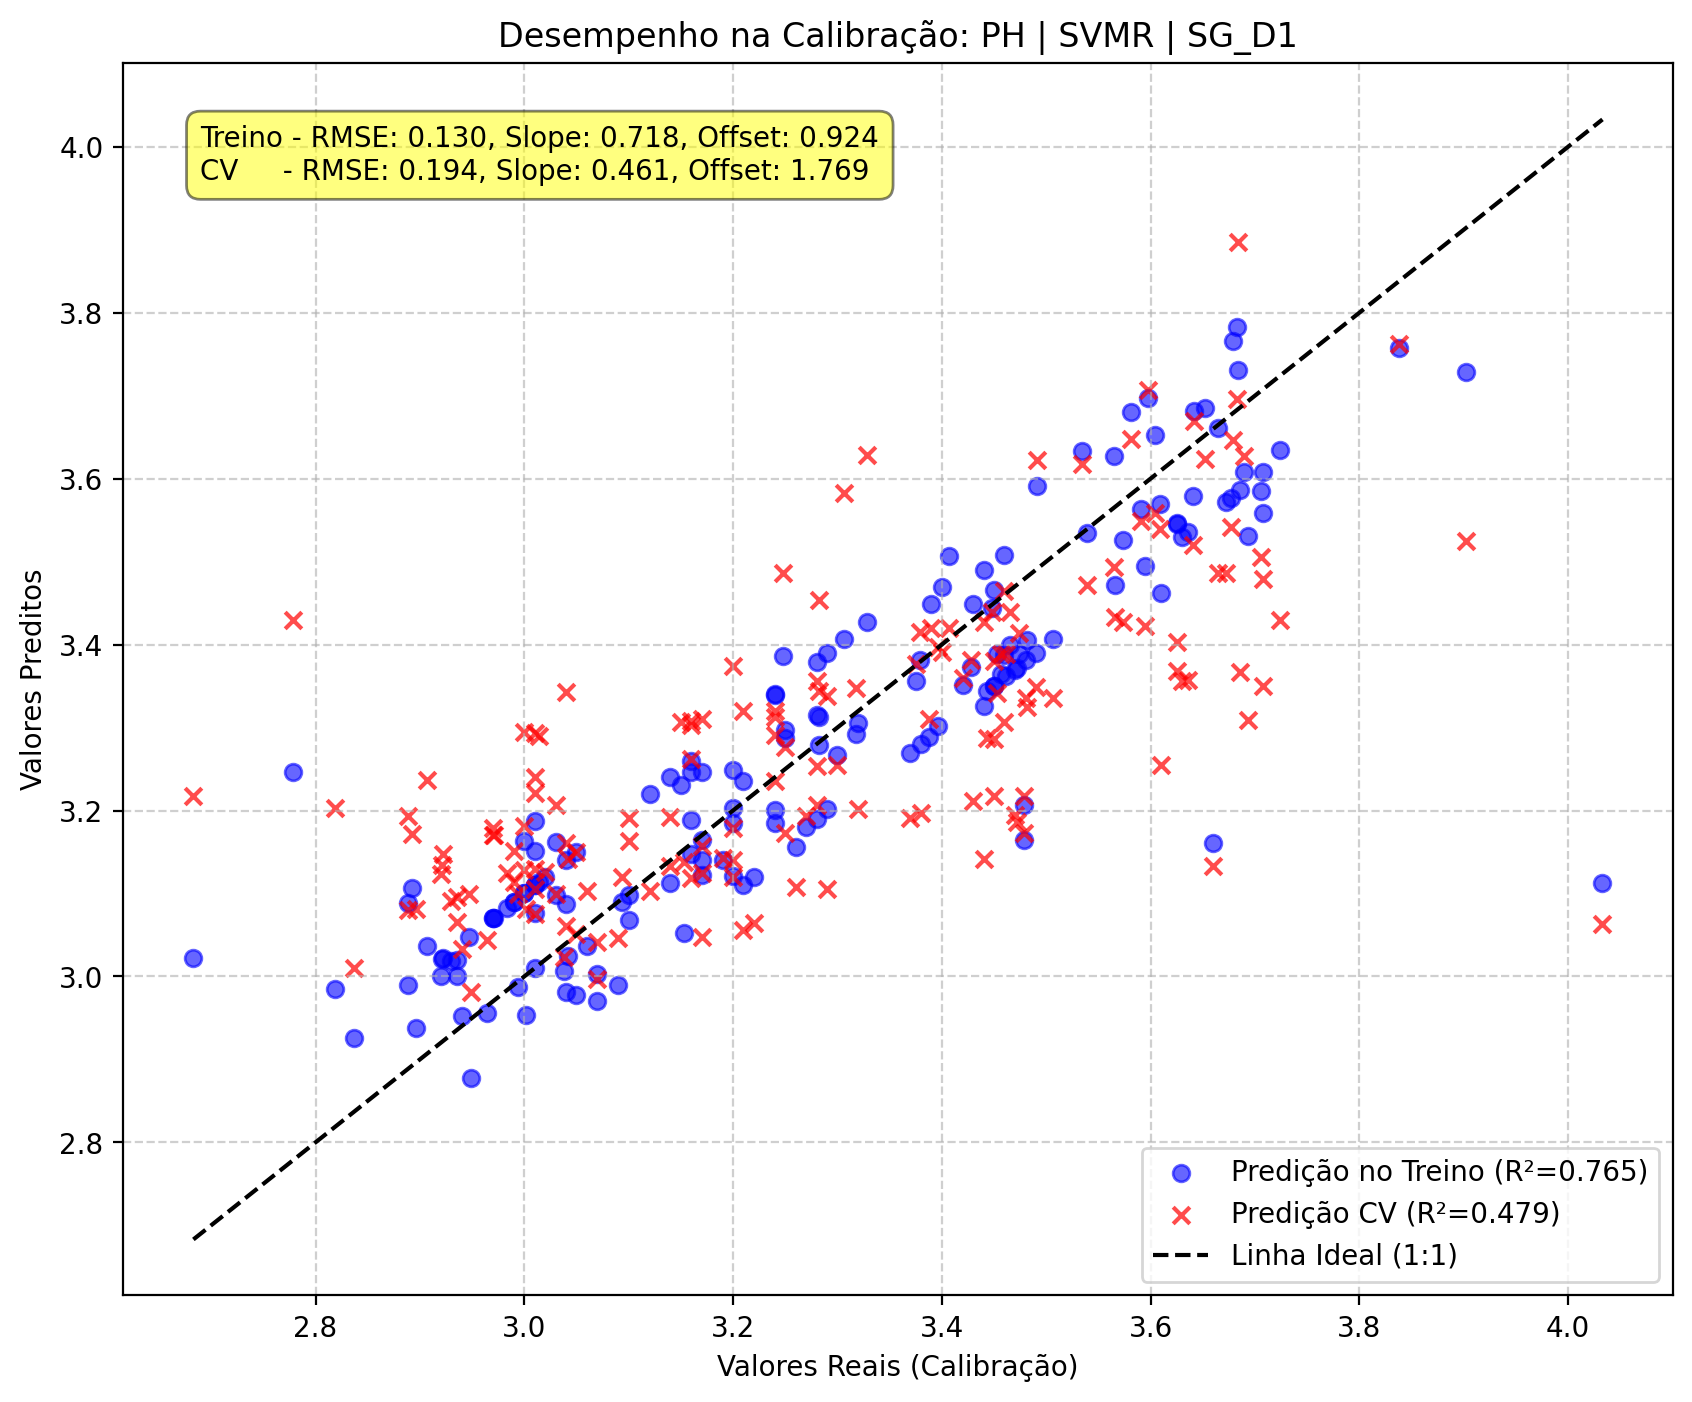 Desempenho na Calibração: PH | SVMR | SG_D1
Treino - RMSE: 0.130, Slope: 0.718, Offset: 0.924
CV - RMSE: 0.194, Slope: 0.461, Offset: 1.769
4.0
3.8
3.6
3.4
3.2
3.0
2.8
Valores Preditos
Predição no Treino (R²=0.765)
Predição CV (R²=0.479)
Linha Ideal (1:1)
2.8 3.0 3.2 3.4 3.6 3.8 4.0
Valores Reais (Calibração)